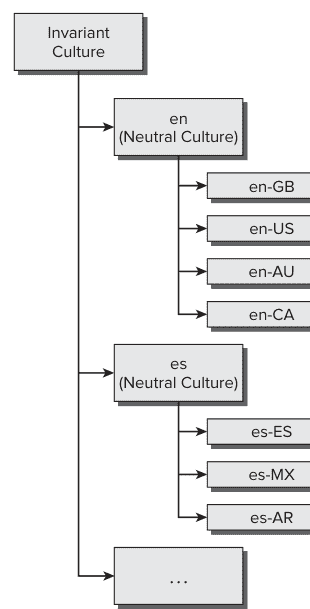 Invariant
Culture
en
(Neutral Culture)
en-GB
en-US
en-AU
en-CA
es
(Neutral Culture)
es-ES
es-MX
es-AR
...